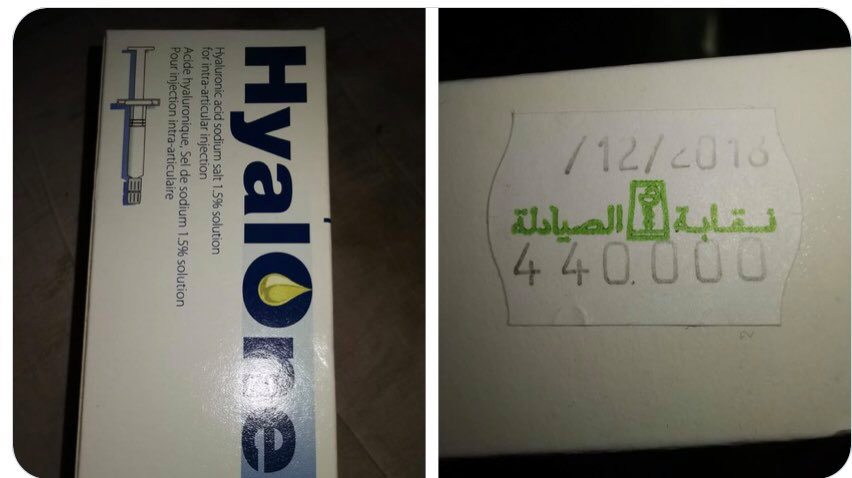 HyalOne
Hyaluronic acid sodium salt 1.5% solution
for intra-articular injection
Acide hyaluronique, Sel de sodium 1.5% solution
Pour injection intra-articulaire
/12/2018
نقابة الصيادلة
440.000